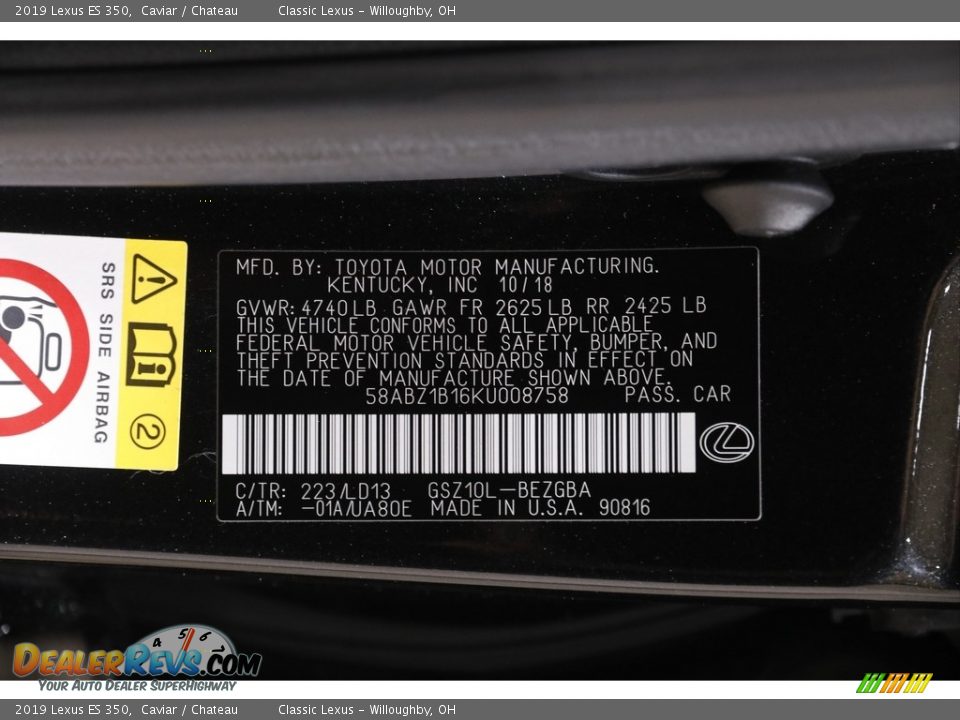 2019 Lexus ES 350, Caviar / Chateau Classic Lexus – Willoughby, OH
MFD. BY: TOYOTA MOTOR MANUFACTURING.
KENTUCKY, INC 10/18
GVWR: 4740LB GAWR FR 2625LB RR 2425 LB
THIS VEHICLE CONFORMS TO ALL APPLICABLE
FEDERAL MOTOR VEHICLE SAFETY, BUMPER, AND
THEFT PREVENTION STANDARDS IN EFFECT ON
THE DATE OF MANUFACTURE SHOWN ABOVE.
58ABZ1B16KU008758 PASS. CAR
C/TR: 223/LD13 GSZ10L–BEZGBA
A/TM: –01A/UA80E MADE IN U.S.A. 90816
SRS SIDE AIRBAG
2
4 5 6 7
DEALERREVS.COM
YOUR AUTO DEALER SUPERHIGHWAY
2019 Lexus ES 350, Caviar / Chateau Classic Lexus – Willoughby, OH